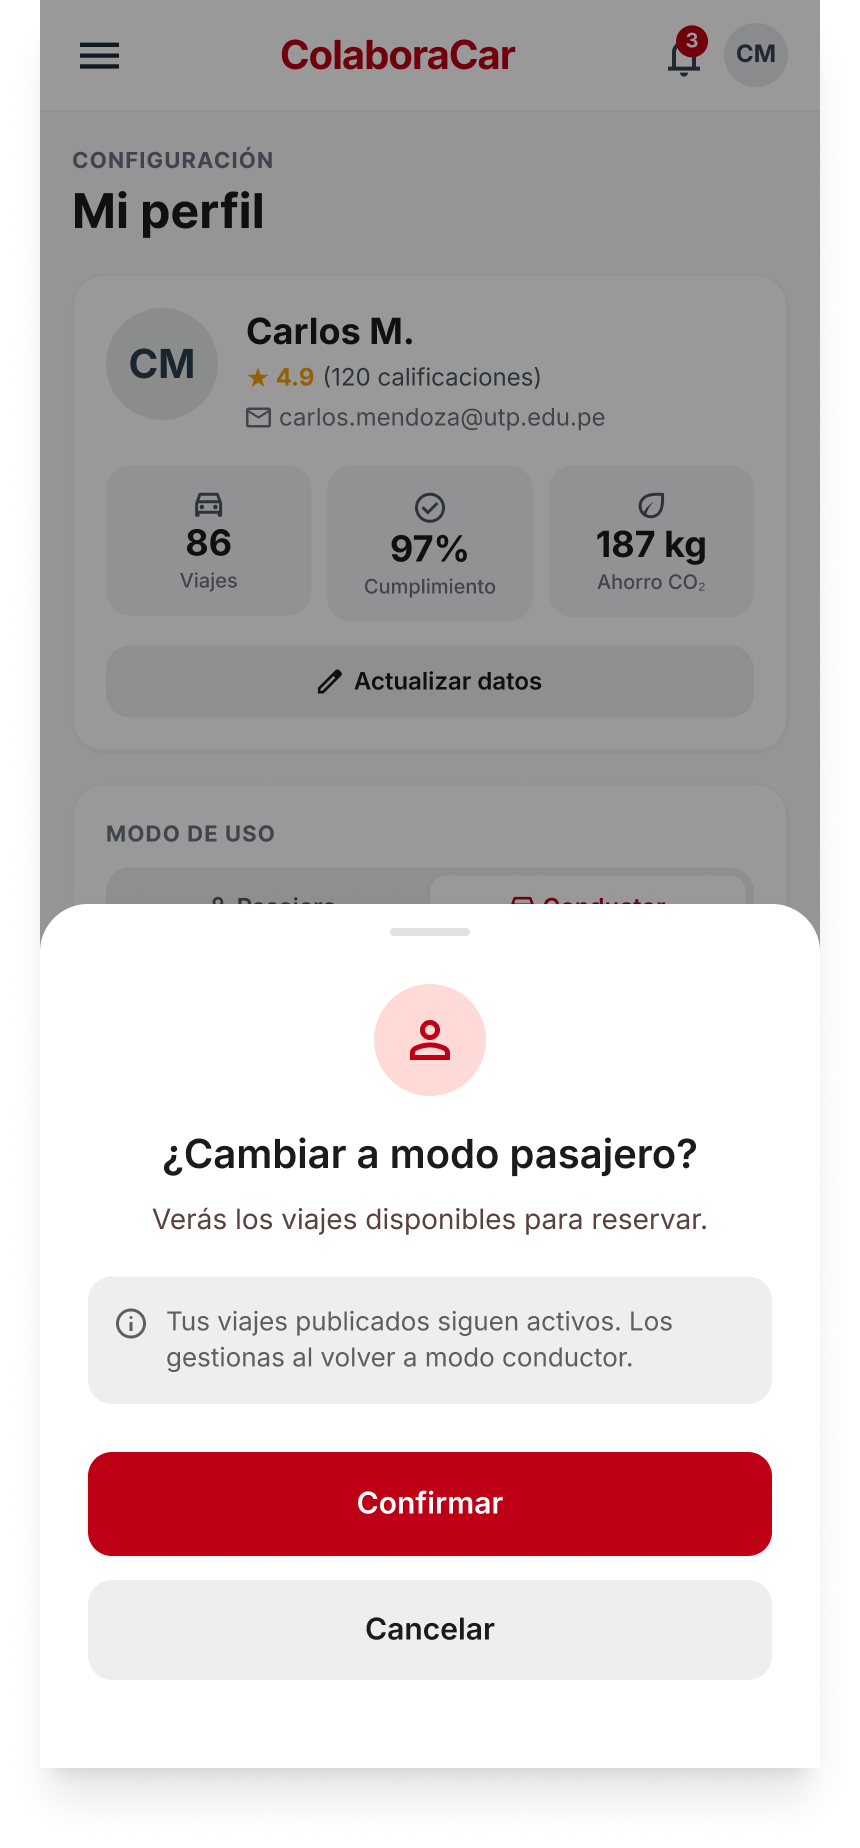 ColaboraCar
3
CM
CONFIGURACIÓN
Mi perfil
CM
Carlos M.
★ 4.9 (120 calificaciones)
carlos.mendoza@utp.edu.pe
86
Viajes
97%
Cumplimiento
187 kg
Ahorro CO₂
Actualizar datos
MODO DE USO
Pasajero
Conductor
¿Cambiar a modo pasajero?
Verás los viajes disponibles para reservar.
Tus viajes publicados siguen activos. Los
gestionas al volver a modo conductor.
Confirmar
Cancelar